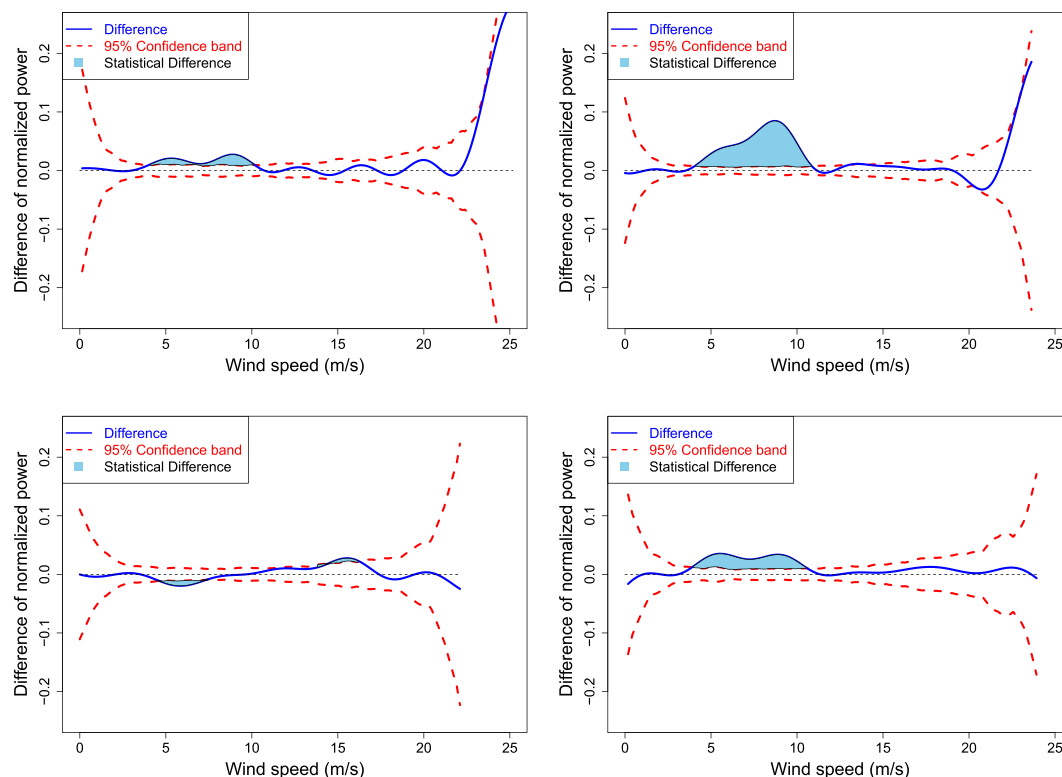 Difference
95% Confidence band
Statistical Difference
Difference of normalized power
0.2
0.1
0.0
−0.1
−0.2
0 5 10 15 20 25
Wind speed (m/s)
Difference
95% Confidence band
Statistical Difference
Difference of normalized power
0.2
0.1
0.0
−0.1
−0.2
0 5 10 15 20 25
Wind speed (m/s)
Difference
95% Confidence band
Statistical Difference
Difference of normalized power
0.2
0.1
0.0
−0.1
−0.2
0 5 10 15 20 25
Wind speed (m/s)
Difference
95% Confidence band
Statistical Difference
Difference of normalized power
0.2
0.1
0.0
−0.1
−0.2
0 5 10 15 20 25
Wind speed (m/s)